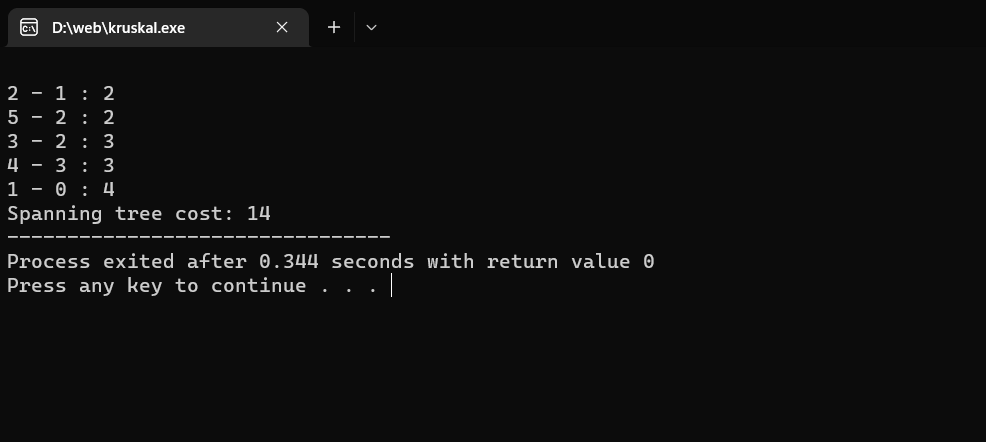 D:\web\kruskal.exe
2 - 1 : 2
5 - 2 : 2
3 - 2 : 3
4 - 3 : 3
1 - 0 : 4
Spanning tree cost: 14
--------------------------------
Process exited after 0.344 seconds with return value 0
Press any key to continue . . .